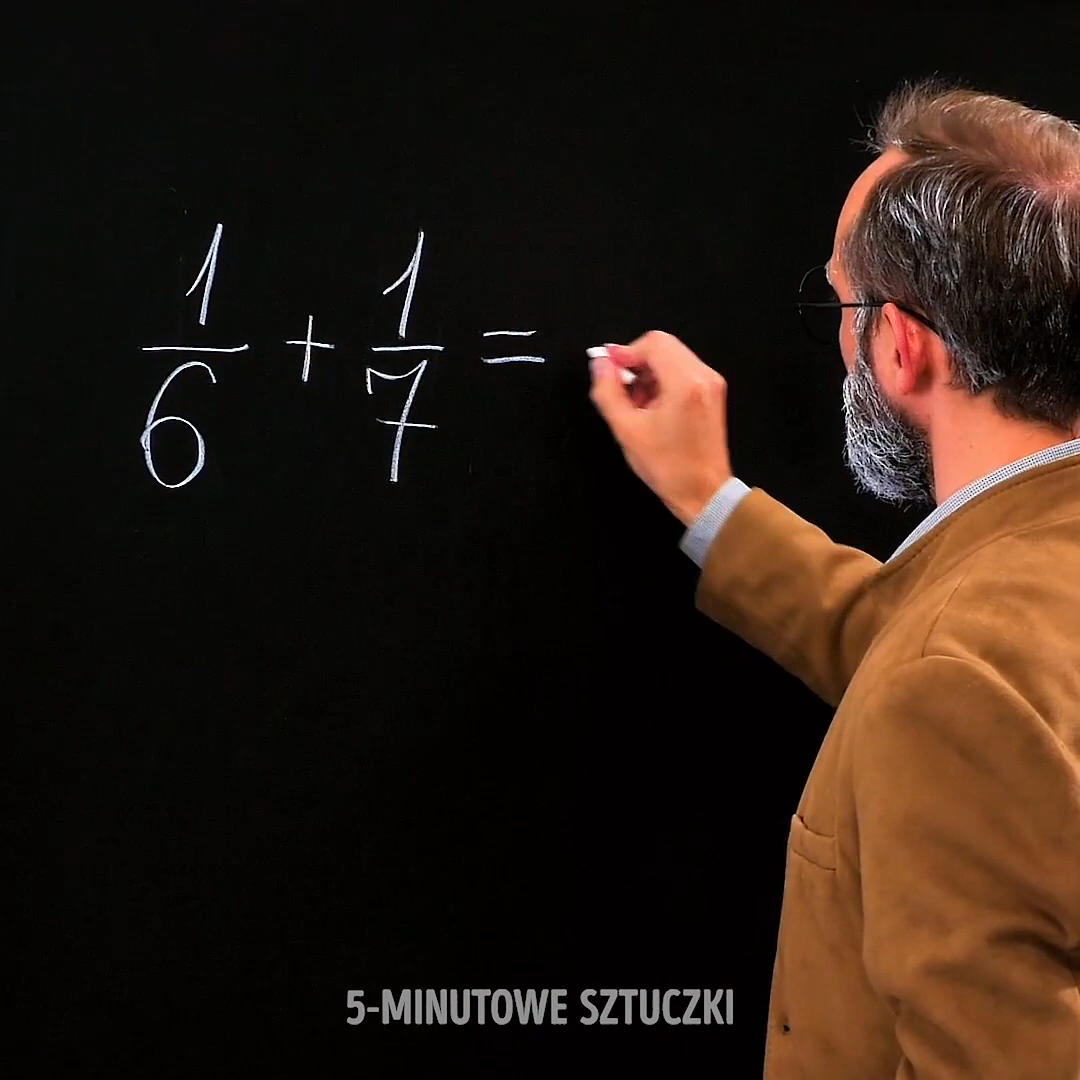 1/6 + 1/7 =
5-MINUTOWE SZTUCZKI